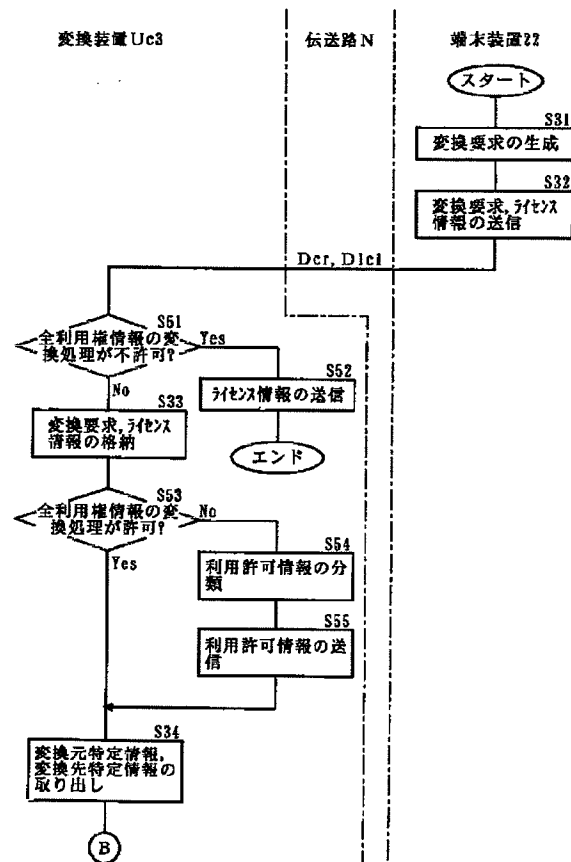 変換装置Uc3
伝送路N
端末装置22
スタート
S31
変換要求の生成
S32
変換要求,ライセンス
情報の送信
Dcr, Dlci
S51
全利用権情報の変
換処理が不許可?
Yes
No
S52
ライセンス情報の送信
エンド
S33
変換要求,ライセンス
情報の格納
S53
全利用権情報の変
換処理が許可?
No
Yes
S54
利用許可情報の分
類
S55
利用許可情報の送
信
S34
変換元特定情報,
変換先特定情報の
取り出し
B